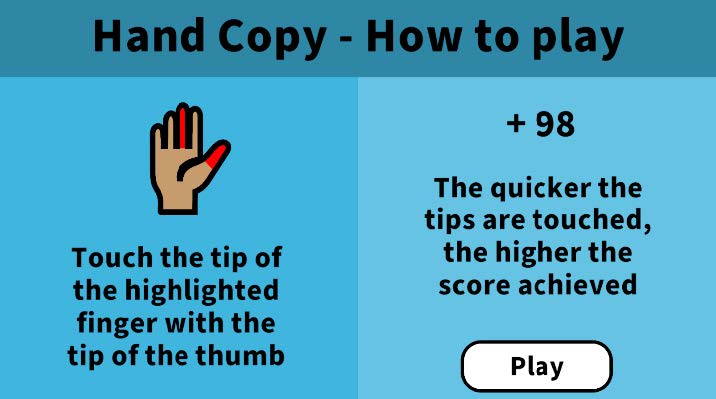 Hand Copy - How to play
Touch the tip of
the highlighted
finger with the
tip of the thumb
+ 98
The quicker the
tips are touched,
the higher the
score achieved
Play